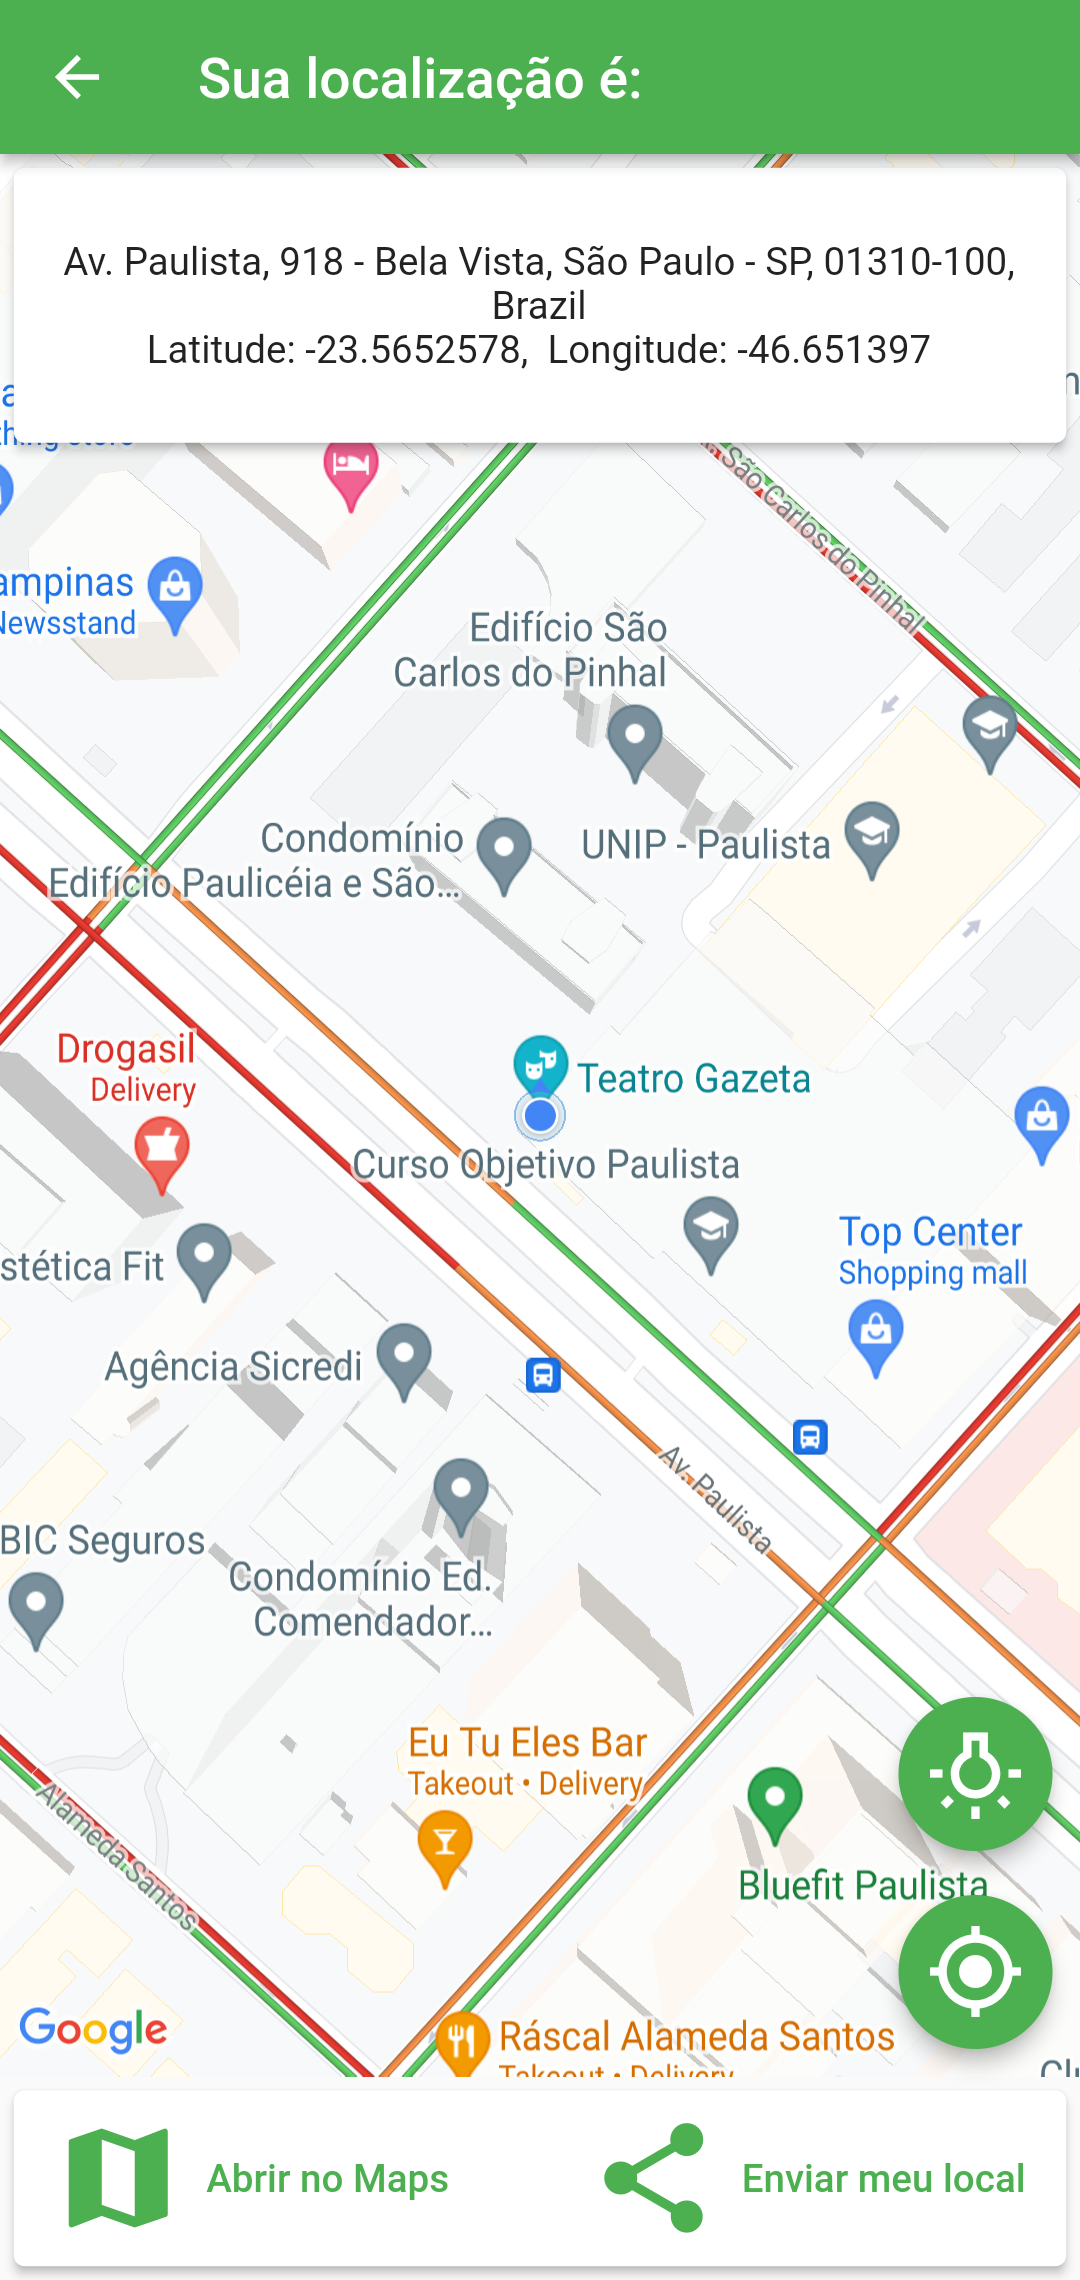 Sua localização é:
Av. Paulista, 918 - Bela Vista, São Paulo - SP, 01310-100,
Brazil
Latitude: -23.5652578,  Longitude: -46.651397
São Carlos do Pinhal
ampinas
Newsstand
Edifício São
Carlos do Pinhal
Condomínio
Edifício Paulicéia e São...
UNIP - Paulista
Drogasil
Delivery
Teatro Gazeta
Curso Objetivo Paulista
Top Center
Shopping mall
stética Fit
Agência Sicredi
Av. Paulista
BIC Seguros
Condomínio Ed.
Comendador...
Eu Tu Eles Bar
Takeout • Delivery
Alameda Santos
Bluefit Paulista
Google
Ráscal Alameda Santos
Takeout • Delivery
Abrir no Maps
Enviar meu local